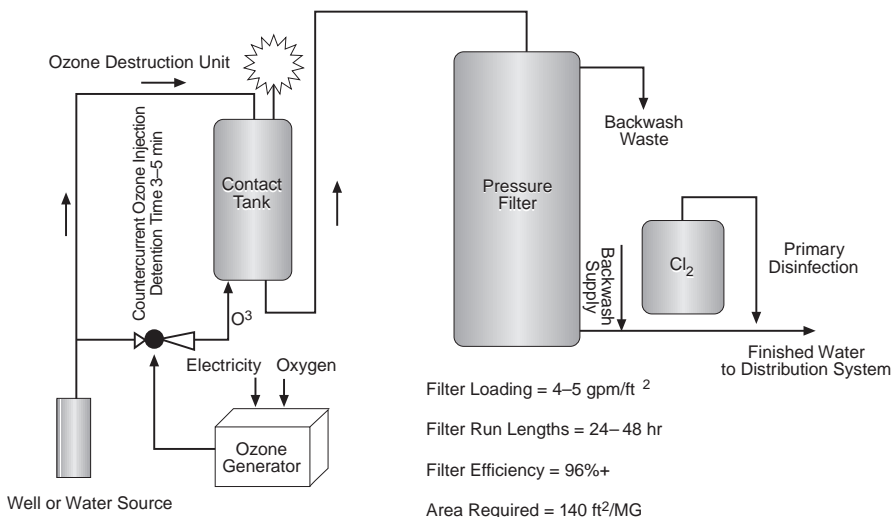 Ozone Destruction Unit
Countercurrent Ozone Injection
Detention Time 3–5 min
Contact
Tank
O³
Electricity
Oxygen
Ozone
Generator
Well or Water Source
Pressure
Filter
Backwash
Waste
Backwash
Supply
Cl₂
Primary
Disinfection
Finished Water
to Distribution System
Filter Loading = 4–5 gpm/ft ²
Filter Run Lengths = 24–48 hr
Filter Efficiency = 96%+
Area Required = 140 ft²/MG